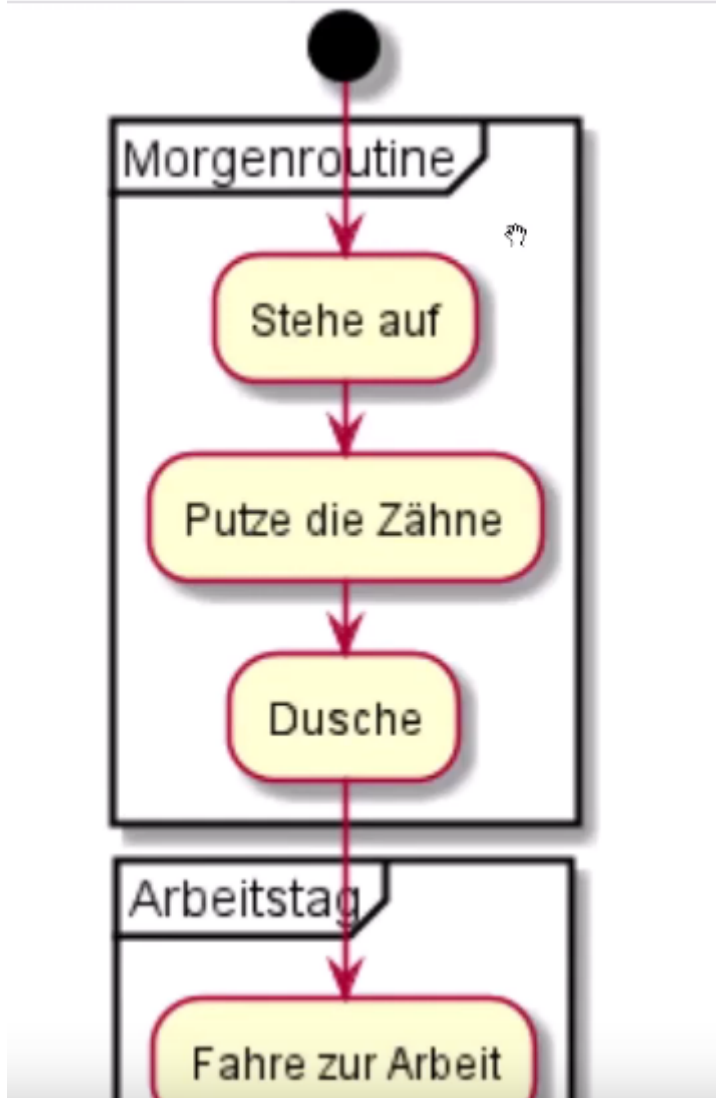 Morgenroutine
Stehe auf
Putze die Zähne
Dusche
Arbeitstag
Fahre zur Arbeit